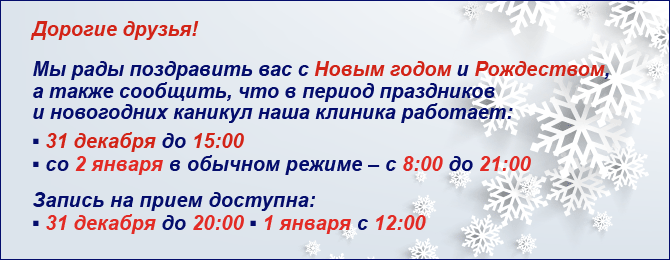 Дорогие друзья!
Мы рады поздравить вас с Новым годом и Рождеством,
а также сообщить, что в период праздников
и новогодних каникул наша клиника работает:
▪ 31 декабря до 15:00
▪ со 2 января в обычном режиме – с 8:00 до 21:00
Запись на прием доступна:
▪ 31 декабря до 20:00 ▪ 1 января с 12:00